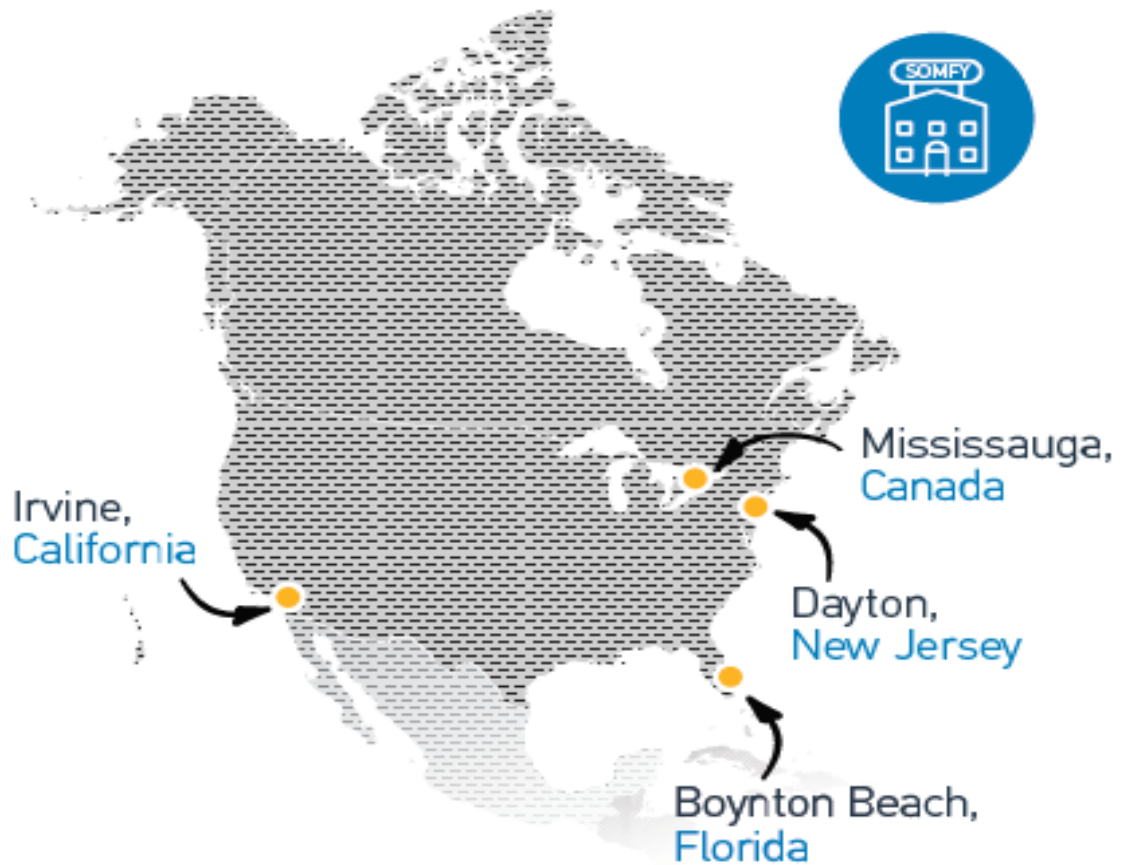 SOMFY
Mississauga,
Canada
Irvine,
California
Dayton,
New Jersey
Boynton Beach,
Florida